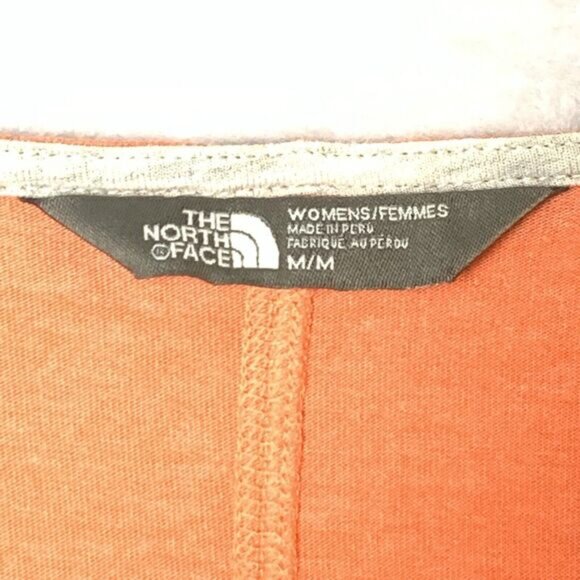 THE
NORTH
FACE
WOMENS/FEMMES
MADE IN PERU
FABRIQUÉ AU PÉROU
M/M